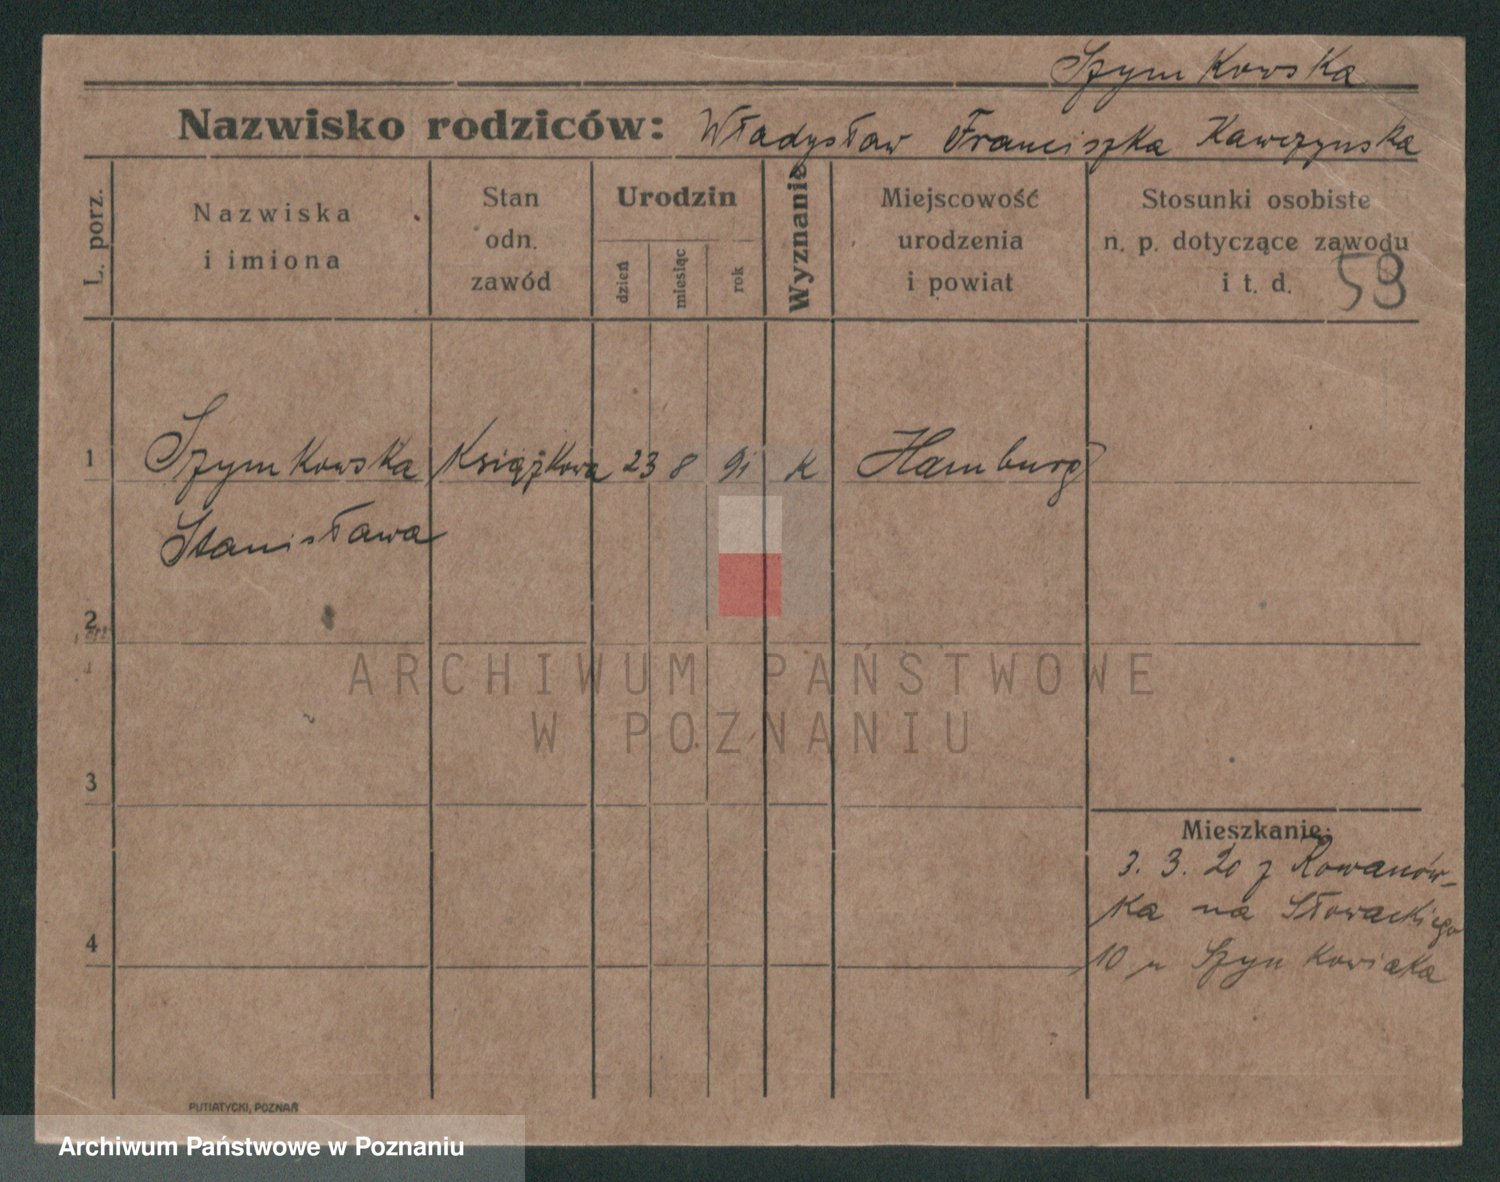 Szymkowska
Nazwisko rodziców: Władysław Franciszka Kawczynska
L. porz.
Nazwiska
i imiona
Stan
odn.
zawód
Urodzin
dzień
miesiąc
rok
Wyznanie
Miejscowość
urodzenia
i powiat
Stosunki osobiste
n. p. dotyczące zawodu
i t. d.
59
1 Szymkowska Książkowa 23 8 91 K Hamburg
Stanisława
2
3
4
Mieszkanie:
3. 3. 20 z Kowanów-
ka na Słowackiego
10 u Szymkowiaka
PUTIATYCKI, POZNAŃ
ARCHIWUM PAŃSTWOWE
W POZNANIU
Archiwum Państwowe w Poznaniu